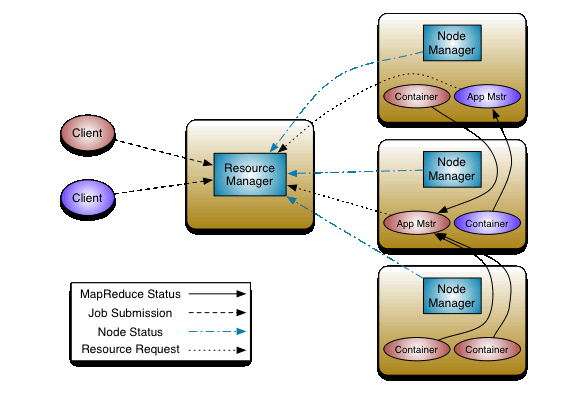 Node
Manager
Container
App Mstr
Client
Resource
Manager
Client
Node
Manager
App Mstr
Container
Node
Manager
Container
Container
MapReduce Status
Job Submission
Node Status
Resource Request